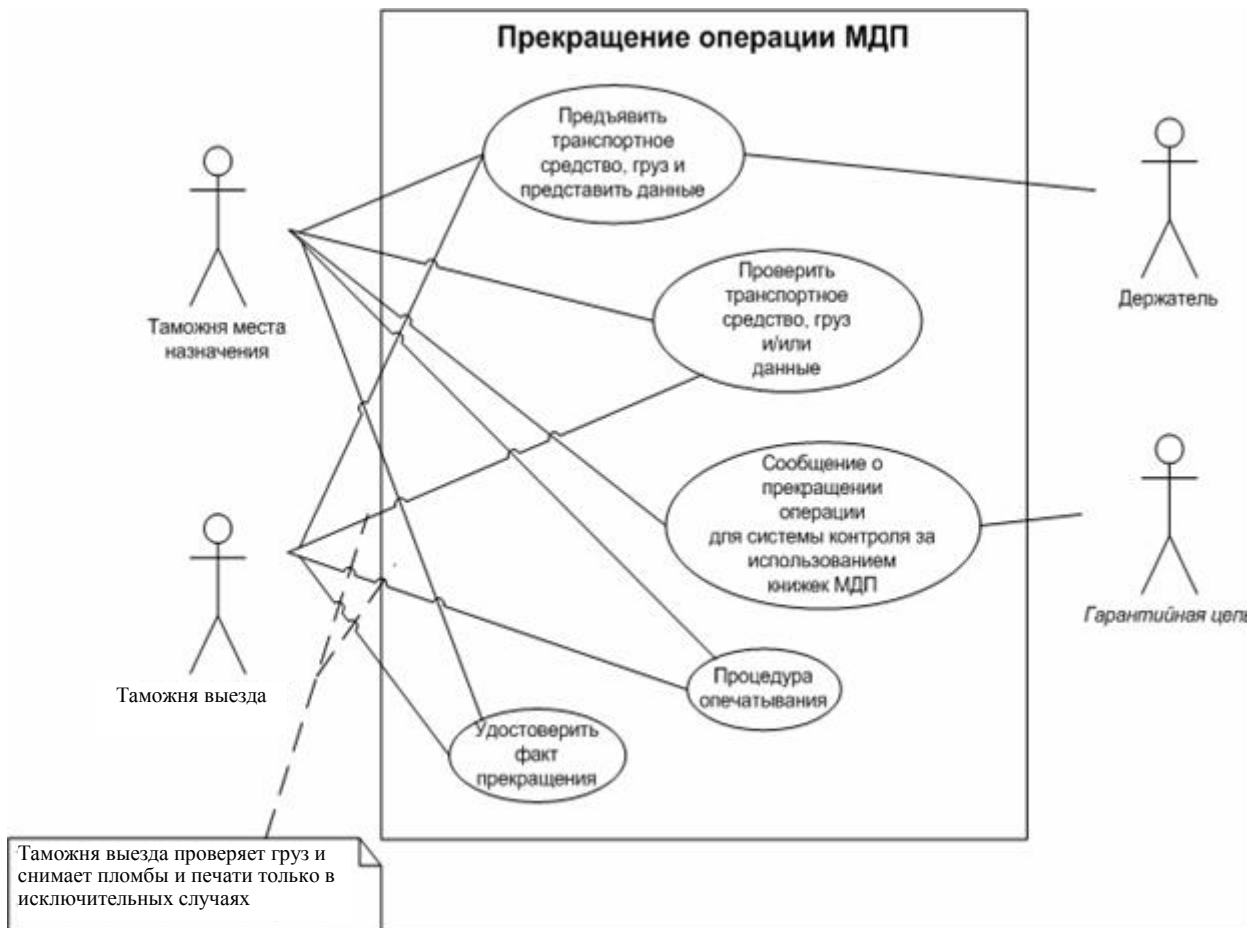 Прекращение операции МДП
Предъявить
транспортное
средство, груз и
представить данные
Таможня места
назначения
Держатель
Проверить
транспортное
средство, груз
и/или
данные
Сообщение о
прекращении
операции
для системы контроля за
использованием
книжек МДП
Гарантийная цепь
Таможня выезда
Процедура
опечатывания
Удостоверить
факт
прекращения
Таможня выезда проверяет груз и
снимает пломбы и печати только в
исключительных случаях